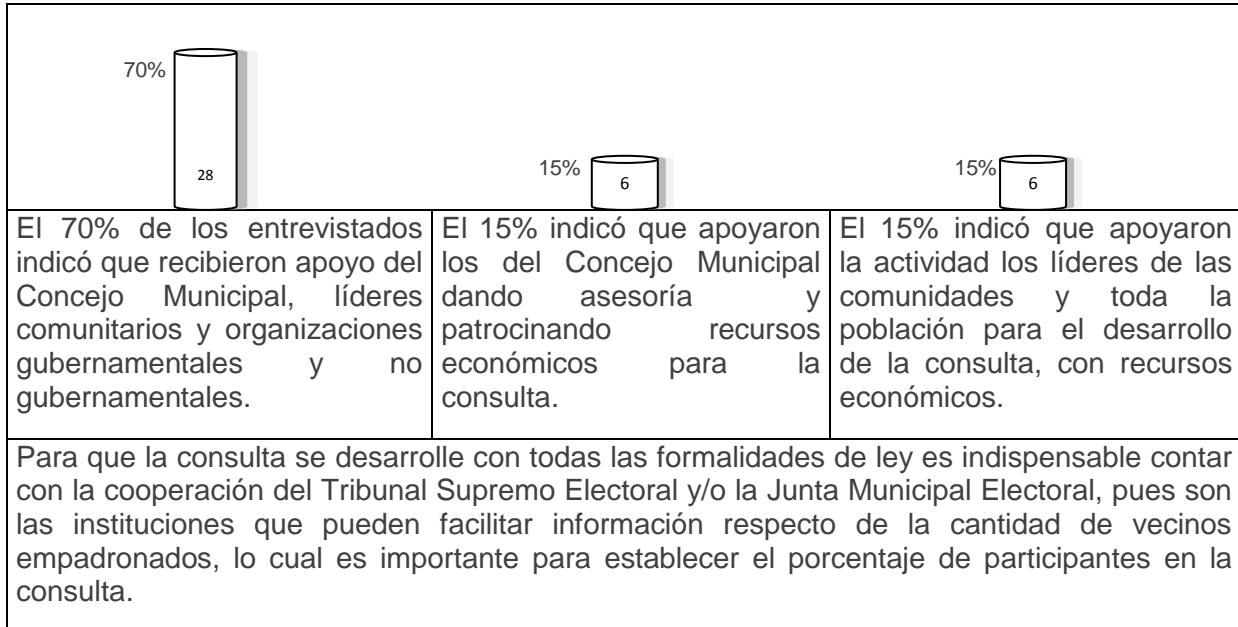 70%
28
15%
6
15%
6
El 70% de los entrevistados
indicó que recibieron apoyo del
Concejo Municipal, líderes
comunitarios y organizaciones
gubernamentales y no
gubernamentales.
El 15% indicó que apoyaron
los del Concejo Municipal
dando asesoría y
patrocinando recursos
económicos para la
consulta.
El 15% indicó que apoyaron
la actividad los líderes de las
comunidades y toda la
población para el desarrollo
de la consulta, con recursos
económicos.
Para que la consulta se desarrolle con todas las formalidades de ley es indispensable contar
con la cooperación del Tribunal Supremo Electoral y/o la Junta Municipal Electoral, pues son
las instituciones que pueden facilitar información respecto de la cantidad de vecinos
empadronados, lo cual es importante para establecer el porcentaje de participantes en la
consulta.